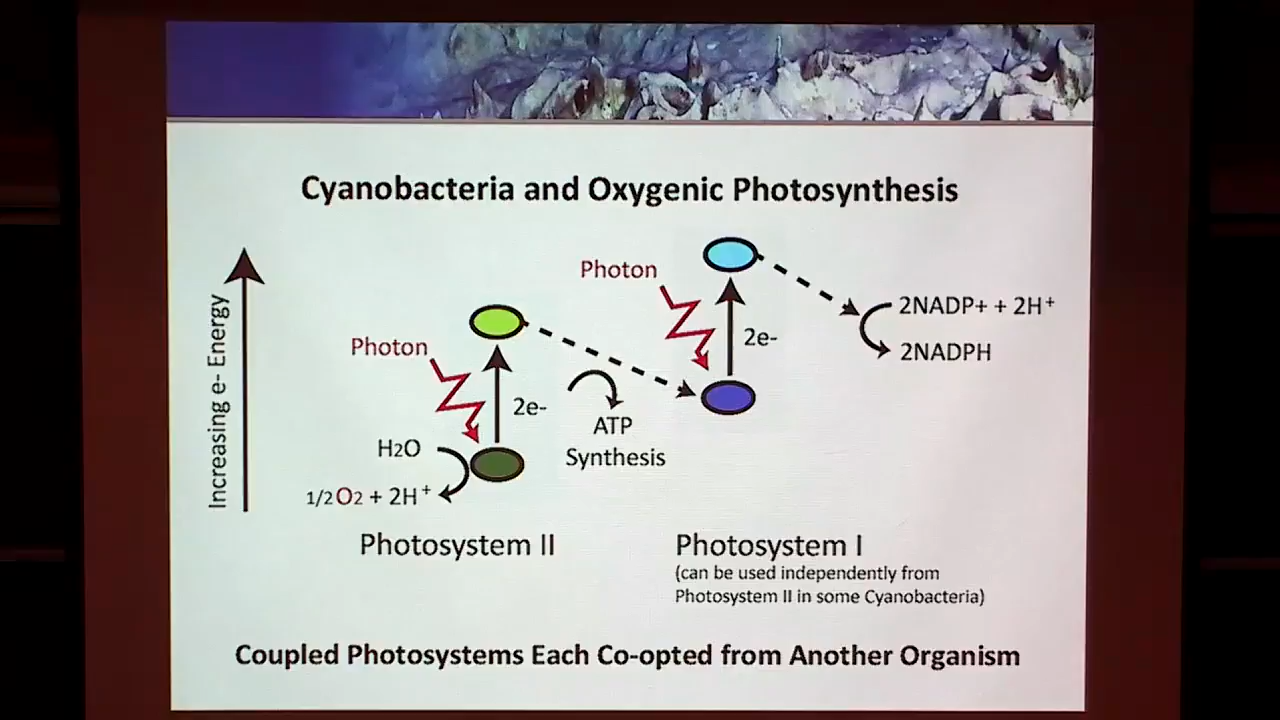 Cyanobacteria and Oxygenic Photosynthesis
Increasing e- Energy
Photon
2e-
H2O
1/2O2 + 2H+
ATP
Synthesis
Photosystem II
Photon
2e-
2NADP+ + 2H+
2NADPH
Photosystem I
(can be used independently from
Photosystem II in some Cyanobacteria)
Coupled Photosystems Each Co-opted from Another Organism